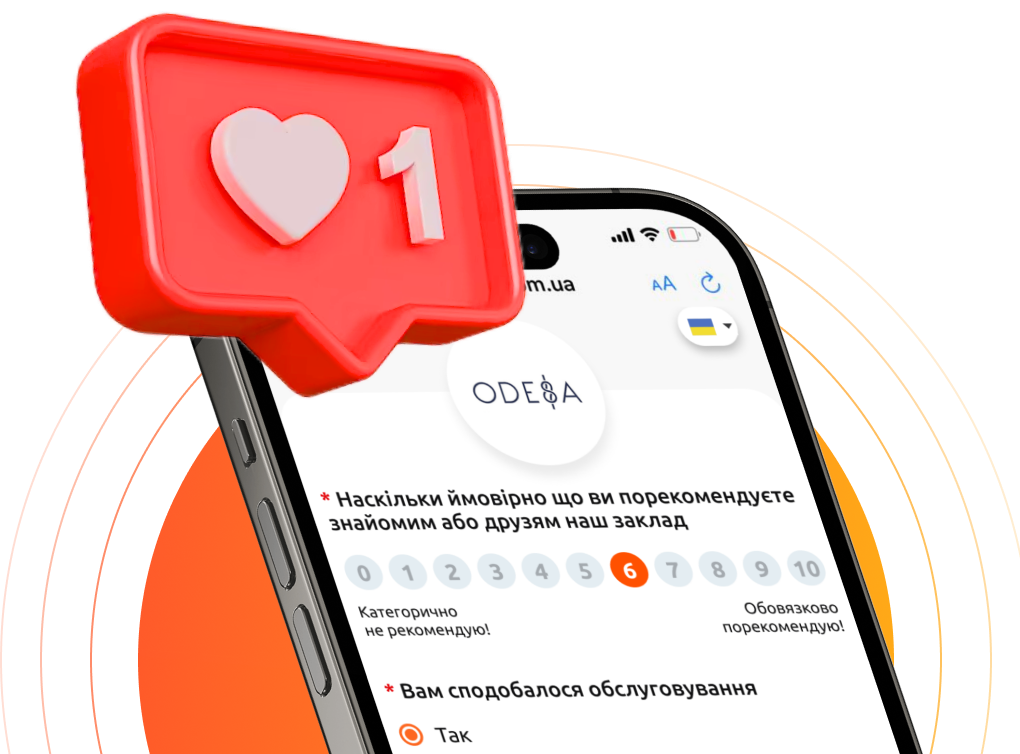 1
m.ua
AA
ODESA
* Наскільки ймовірно що ви порекомендуєте
знайомим або друзям наш заклад
0 1 2 3 4 5 6 7 8 9 10
Категорично
не рекомендую!
Обовязково
порекомендую!
* Вам сподобалося обслуговування
Так